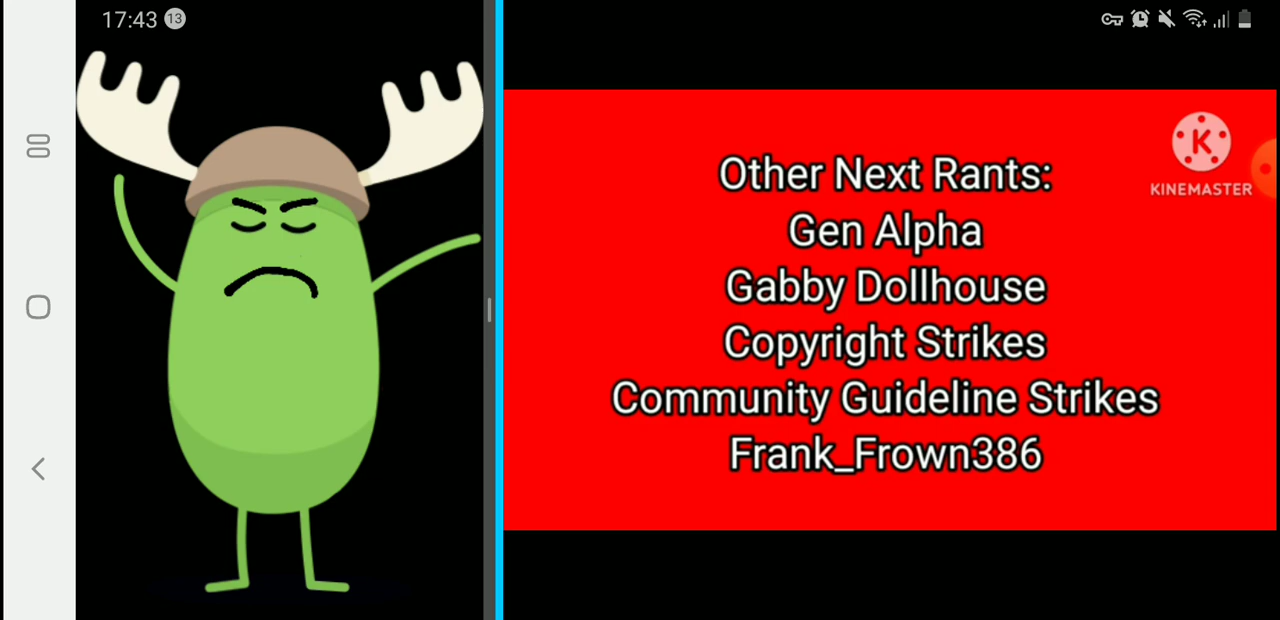 17:43 13
Other Next Rants:
Gen Alpha
Gabby Dollhouse
Copyright Strikes
Community Guideline Strikes
Frank_Frown386
K
KINEMASTER